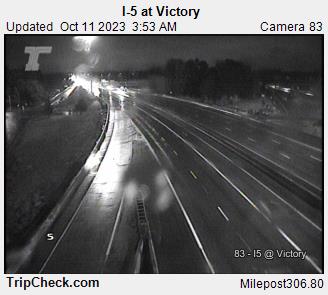 I-5 at Victory
Updated Oct 11 2023 3:53 AM Camera 83
T
S
83 - I5 @ Victory
TripCheck.com Milepost306.80